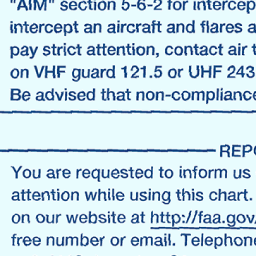 "AIM" section 5-6-2 for intercep
intercept an aircraft and flares a
pay strict attention, contact air t
on VHF guard 121.5 or UHF 243
Be advised that non-compliance
REPO
You are requested to inform us
attention while using this chart.
on our website at http://faa.gov/
free number or email. Telephone